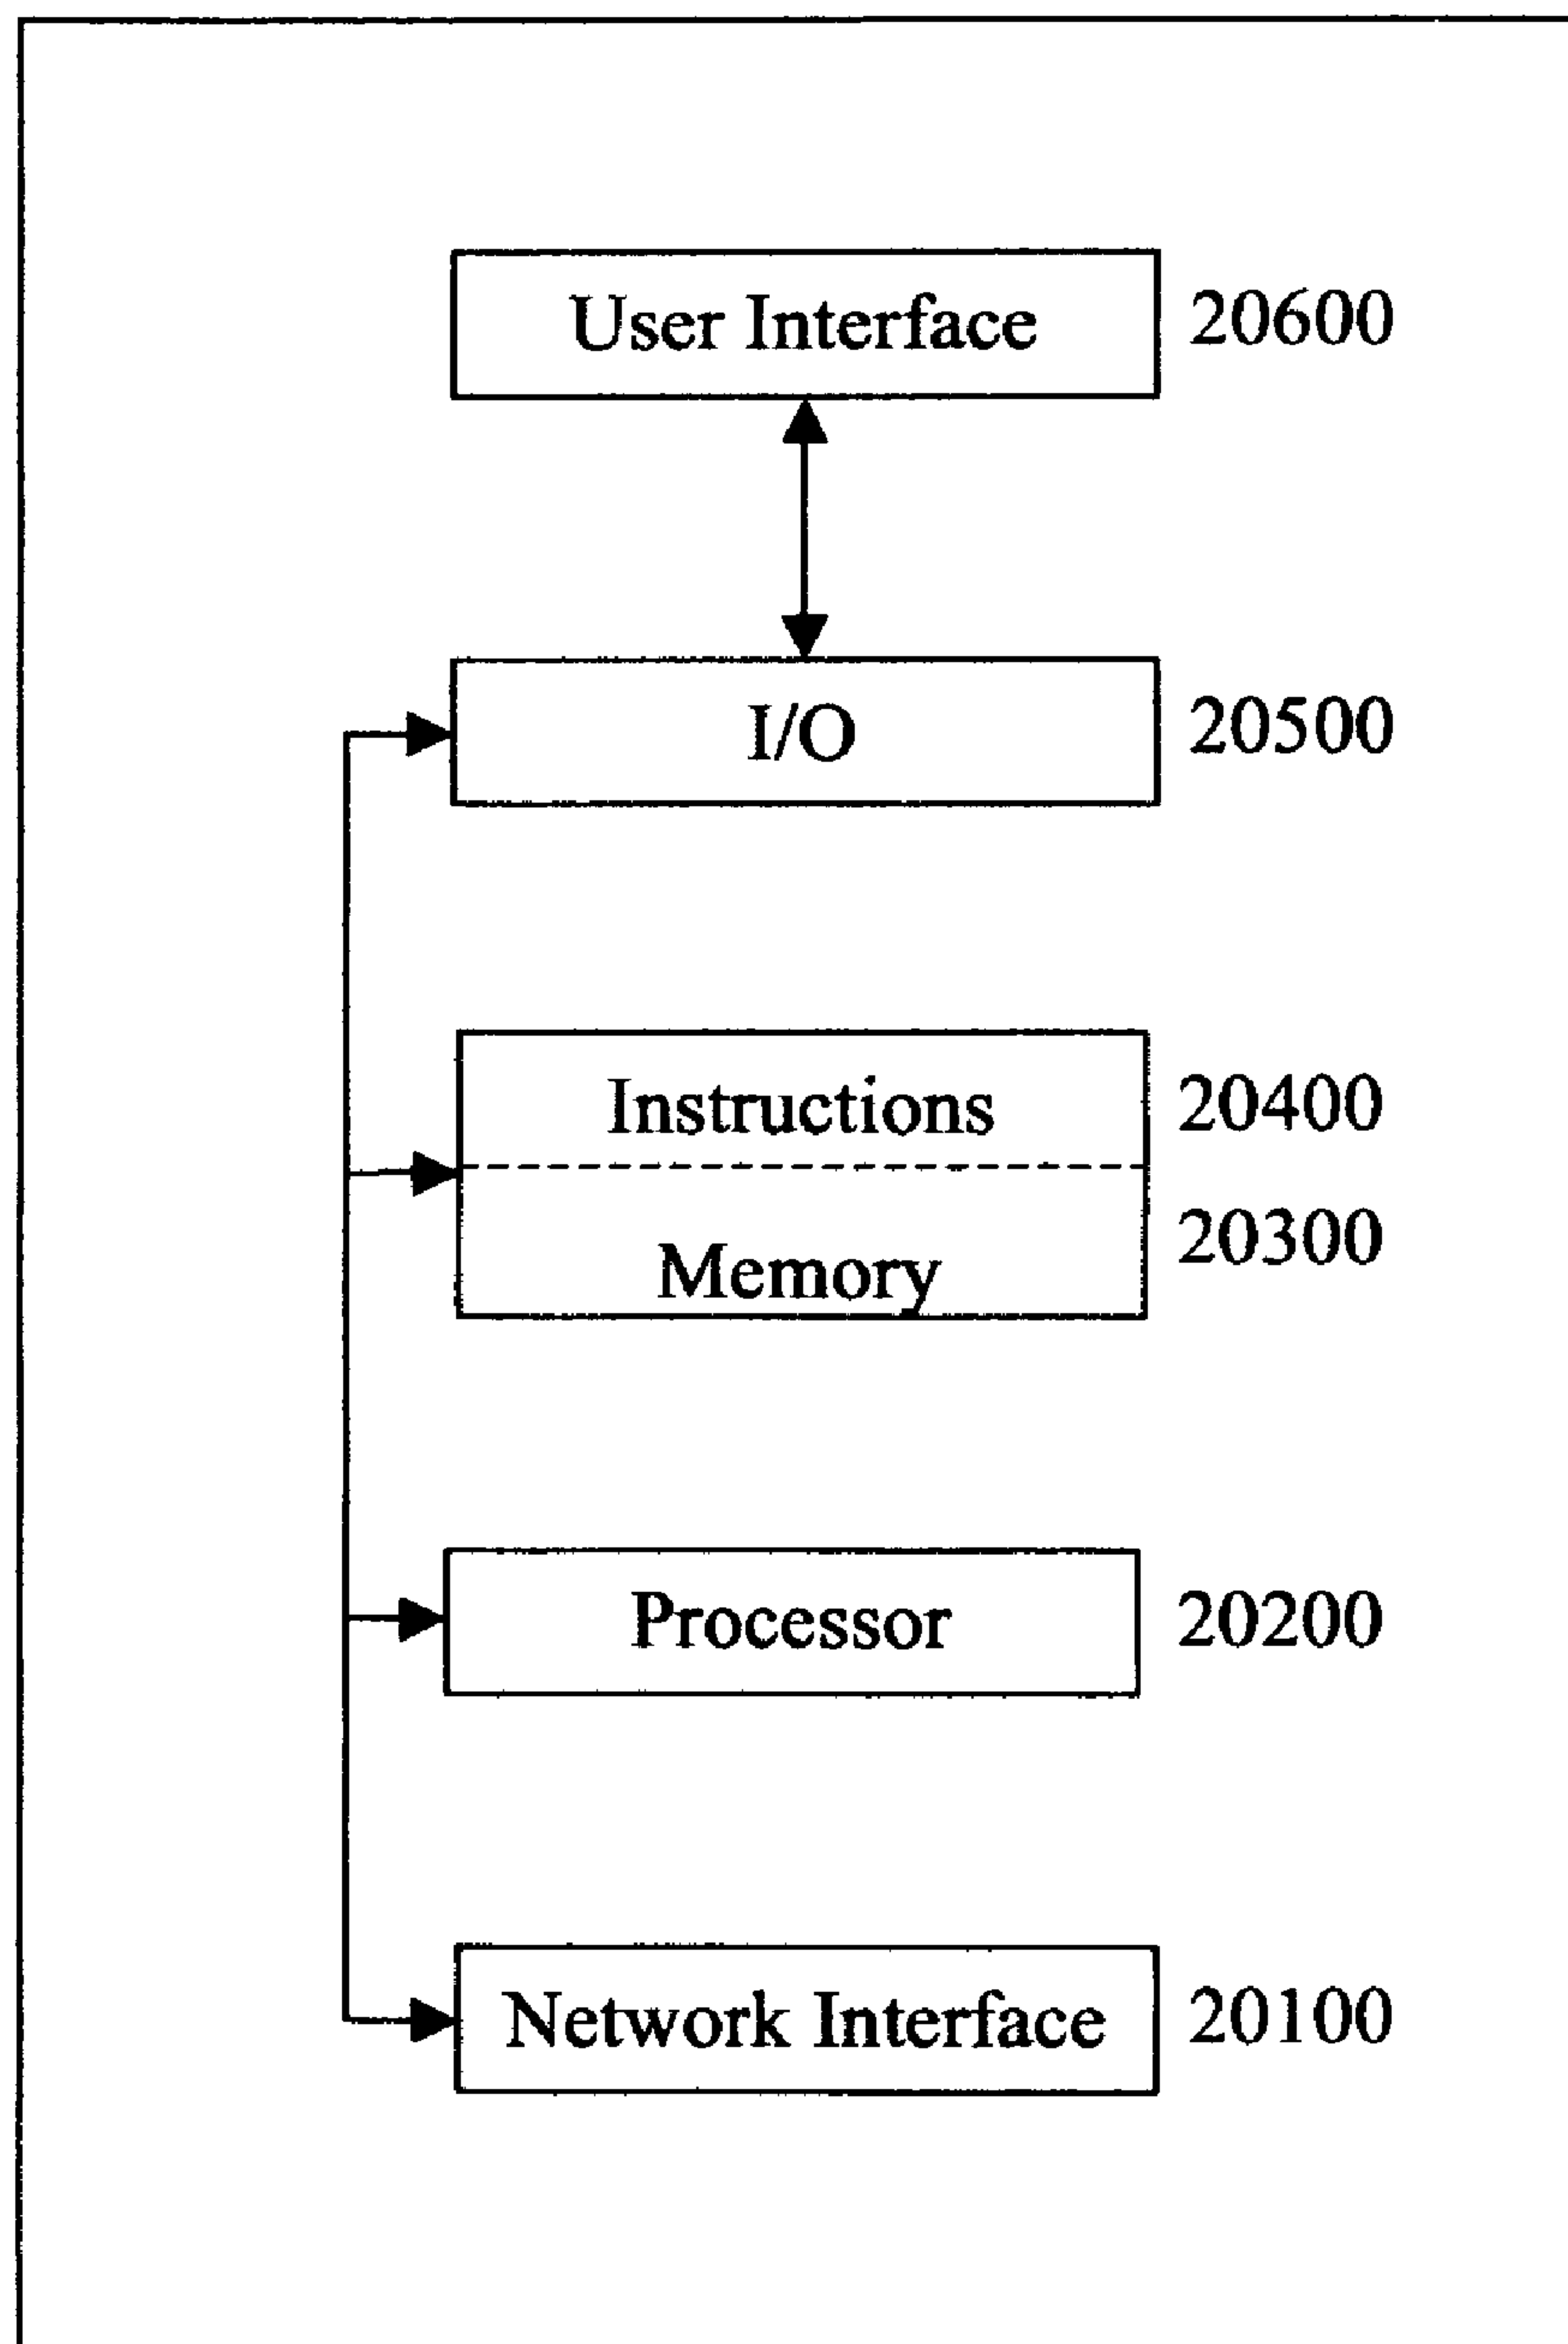 User Interface 20600
I/O 20500
Instructions 20400
Memory 20300
Processor 20200
Network Interface 20100